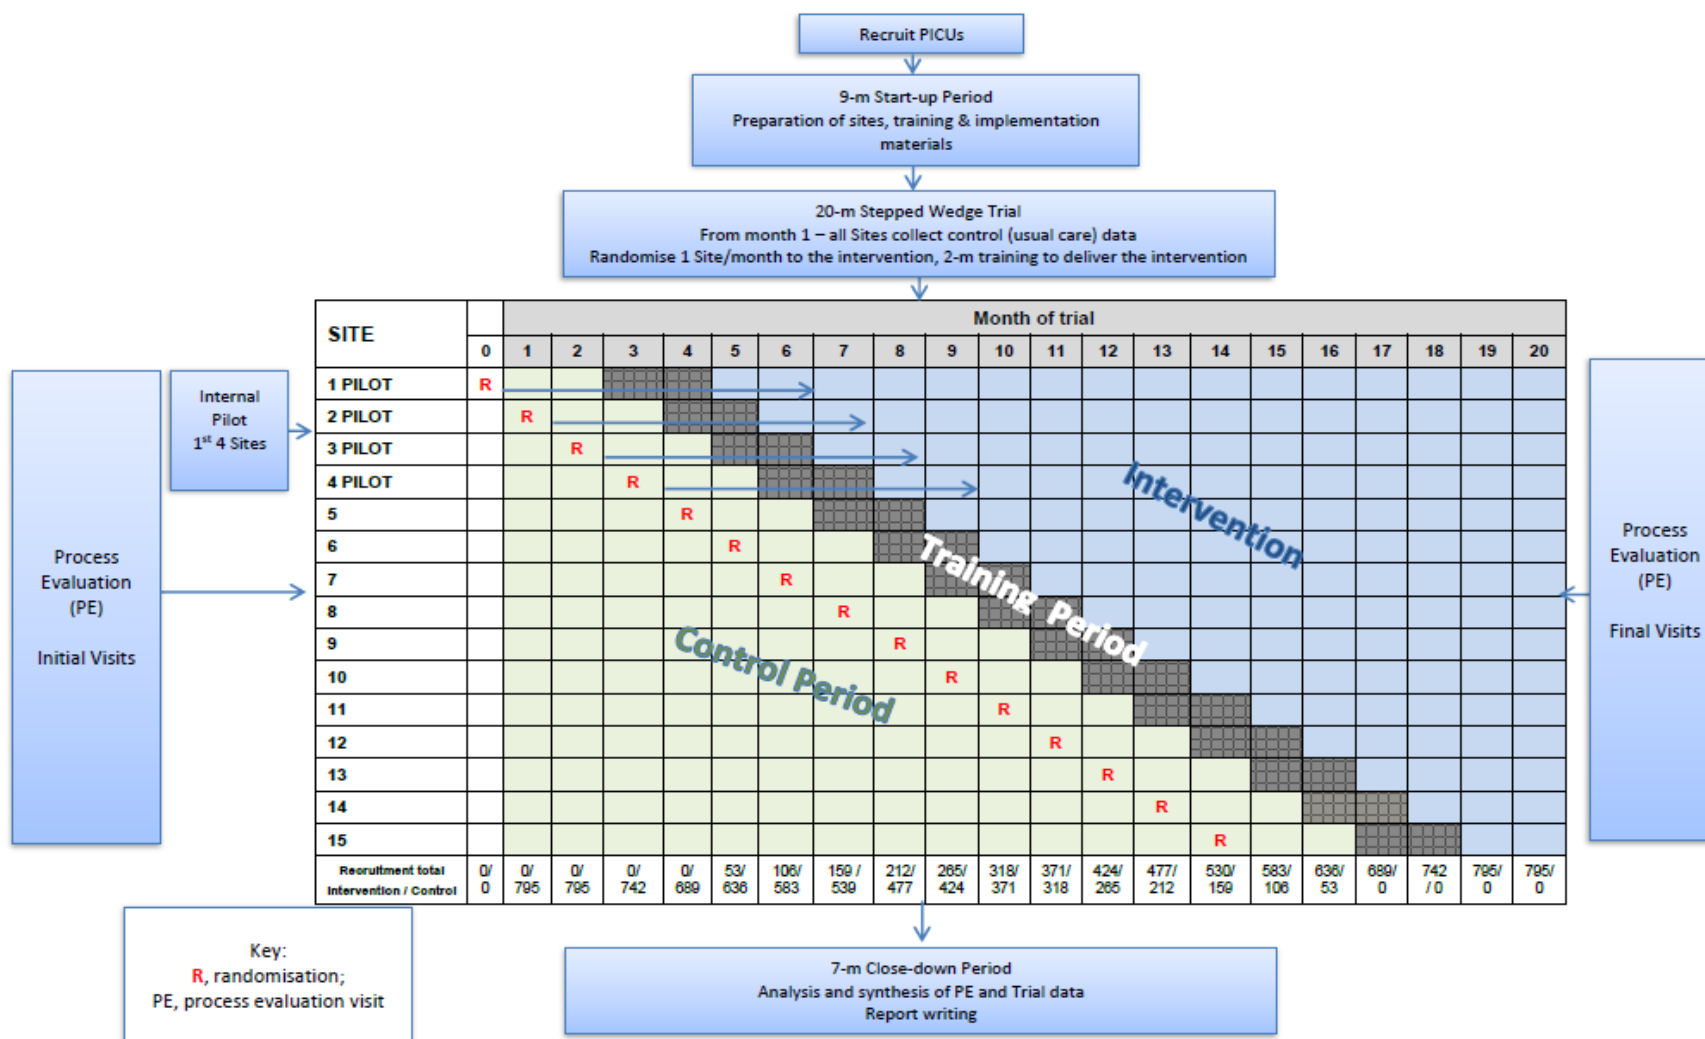 Recruit PICUs
9-m Start-up Period
Preparation of sites, training & implementation
materials
20-m Stepped Wedge Trial
From month 1 – all Sites collect control (usual care) data
Randomise 1 Site/month to the intervention, 2-m training to deliver the intervention
SITE
Month of trial
0 1 2 3 4 5 6 7 8 9 10 11 12 13 14 15 16 17 18 19 20
Process
Evaluation
(PE)
Initial Visits
Internal
Pilot
1st 4 Sites
1 PILOT R
2 PILOT R
3 PILOT R
4 PILOT R
5 R
6 R
7 R
8 R
9 R
10 R
11 R
12 R
13 R
14 R
15 R
Intervention
Training Period
Control Period
Process
Evaluation
(PE)
Final Visits
Recruitment total
Intervention / Control
0/ 0/ 0/ 0/ 0/ 53/ 106/ 159 / 212/ 265/ 318/ 371/ 424/ 477/ 530/ 583/ 636/ 689/ 742 795/ 795/
0 795 795 742 689 636 583 539 477 424 371 318 265 212 159 106 53 0 / 0 0 0
Key:
R, randomisation;
PE, process evaluation visit
7-m Close-down Period
Analysis and synthesis of PE and Trial data
Report writing